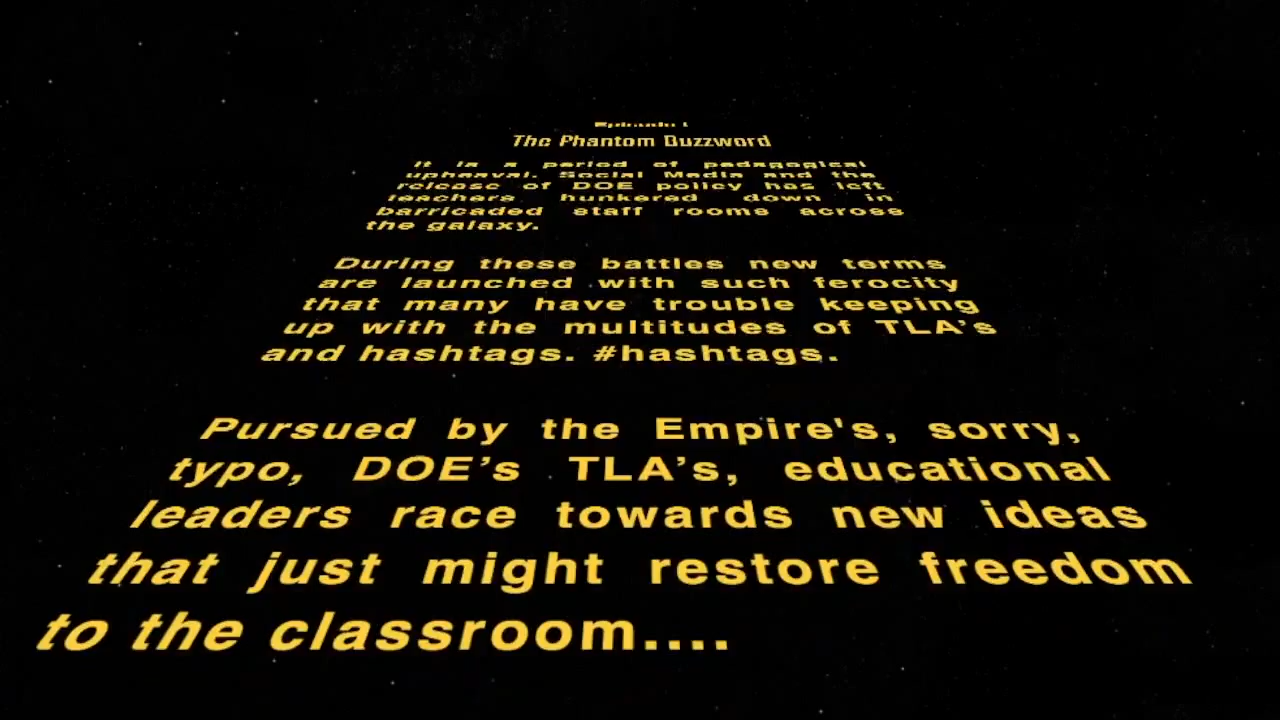 Episode I
The Phantom Buzzword
It is a period of pedagogical
upheaval. Social Media and the
release of DOE policy has left
teachers hunkered down in
barricaded staff rooms across
the galaxy.
During these battles new terms
are launched with such ferocity
that many have trouble keeping
up with the multitudes of TLA’s
and hashtags. #hashtags.
Pursued by the Empire's, sorry,
typo, DOE’s TLA’s, educational
leaders race towards new ideas
that just might restore freedom
to the classroom....